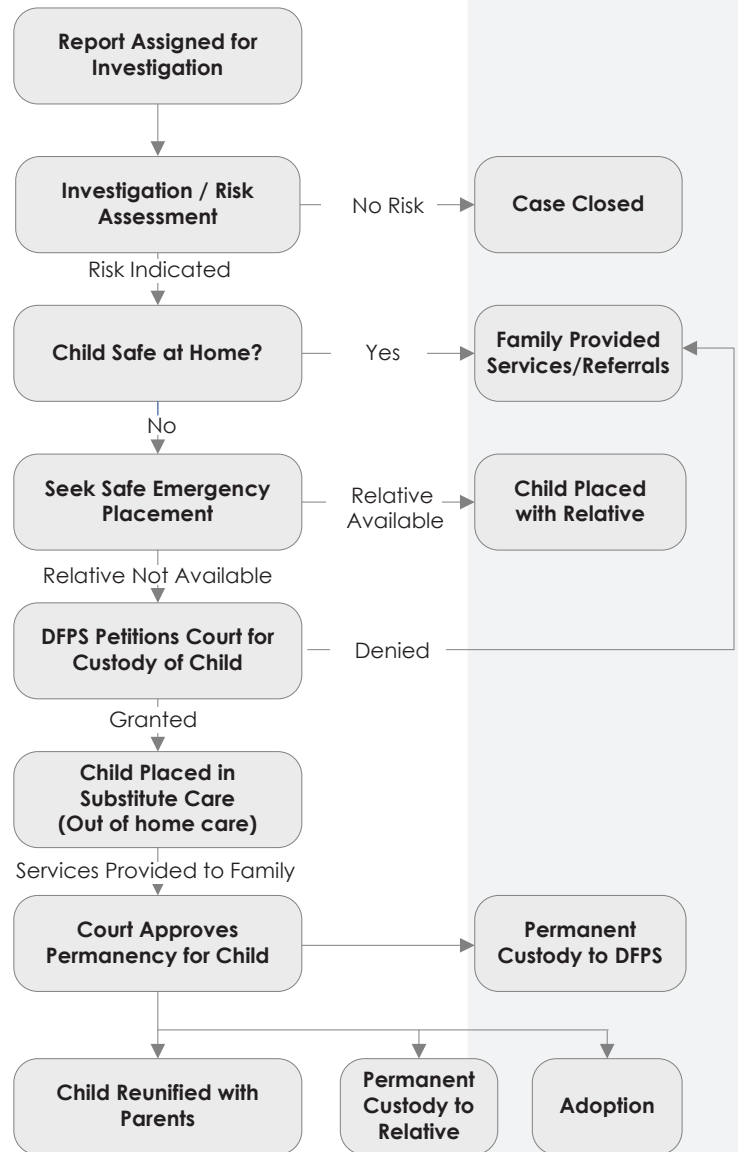 Report Assigned for
Investigation
Investigation / Risk
Assessment
No Risk
Case Closed
Risk Indicated
Child Safe at Home?
Yes
Family Provided
Services/Referrals
No
Seek Safe Emergency
Placement
Relative
Available
Child Placed
with Relative
Relative Not Available
DFPS Petitions Court for
Custody of Child
Denied
Granted
Child Placed in
Substitute Care
(Out of home care)
Services Provided to Family
Court Approves
Permanency for Child
Permanent
Custody to DFPS
Child Reunified with
Parents
Permanent
Custody to
Relative
Adoption